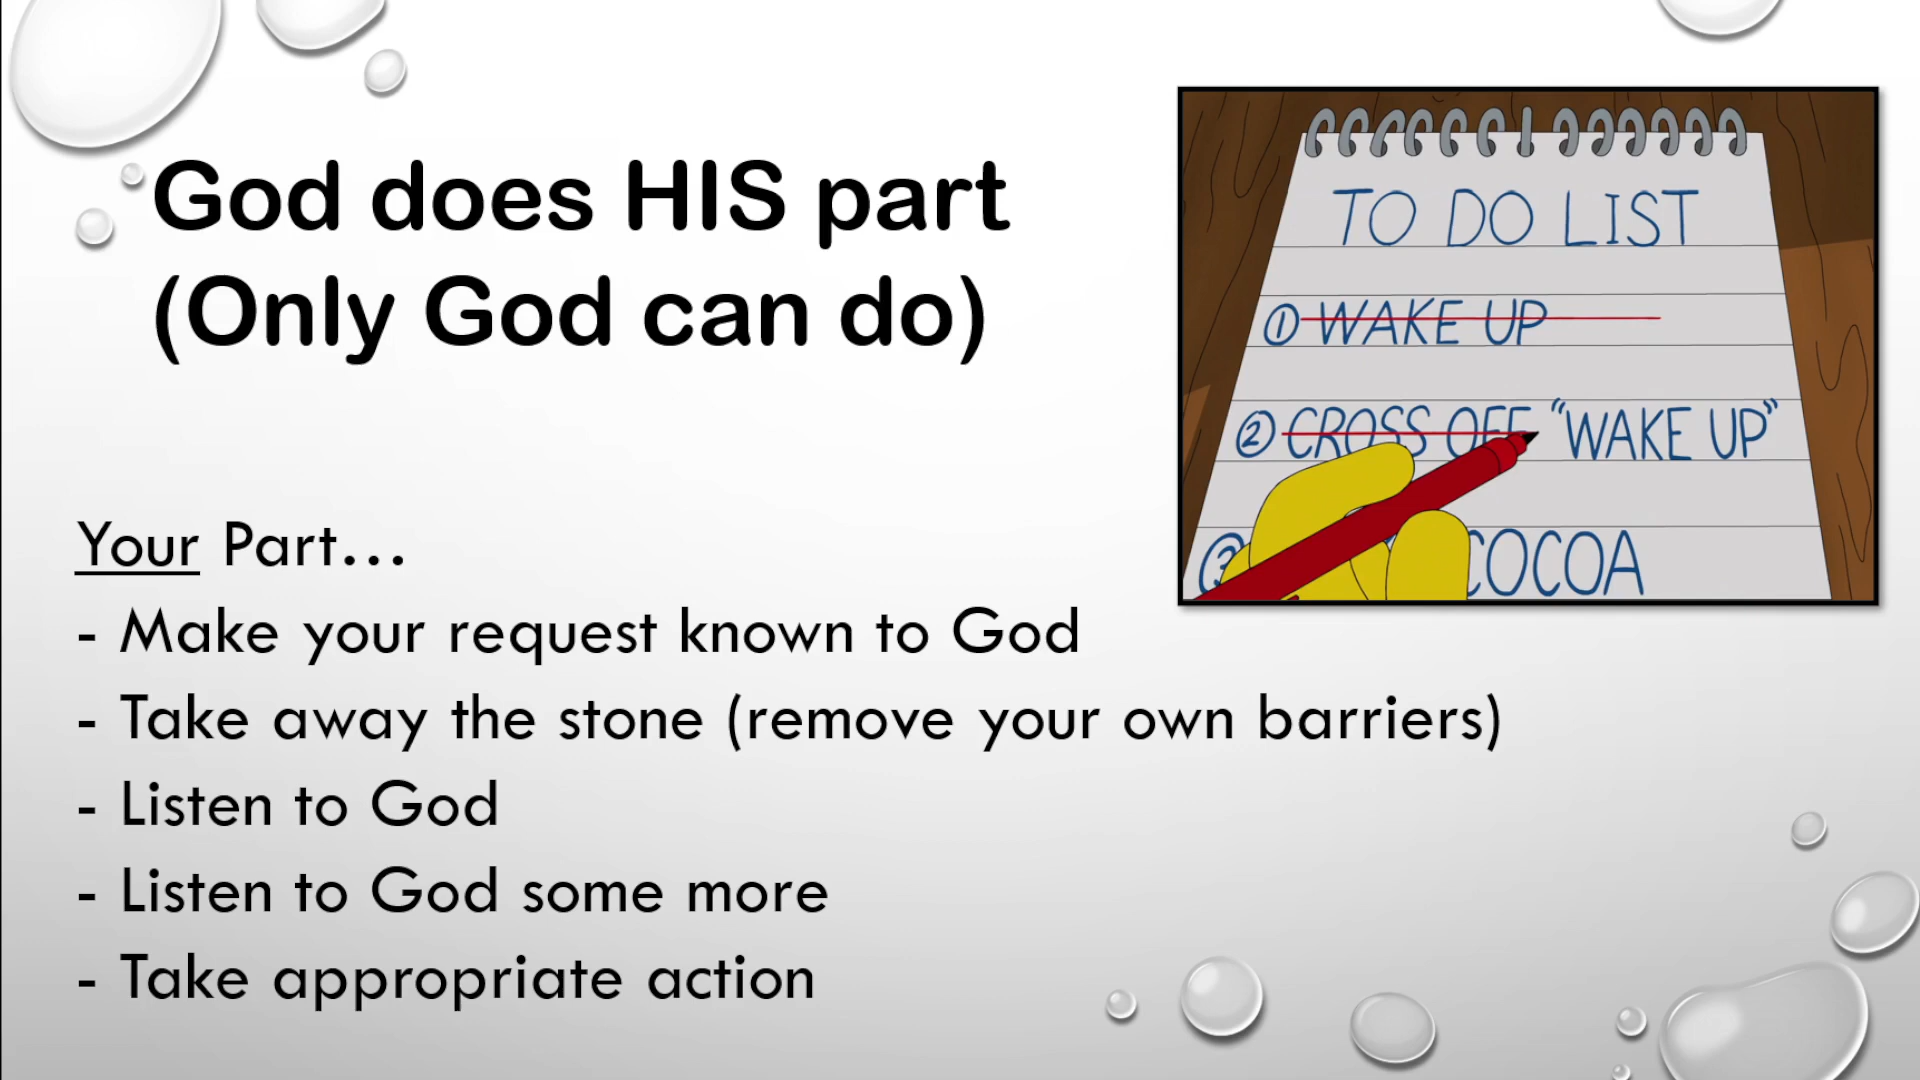 God does HIS part
(Only God can do)
Your Part...
- Make your request known to God
- Take away the stone (remove your own barriers)
- Listen to God
- Listen to God some more
- Take appropriate action
TO DO LIST
① WAKE UP
② CROSS OFF "WAKE UP"
③ COCOA